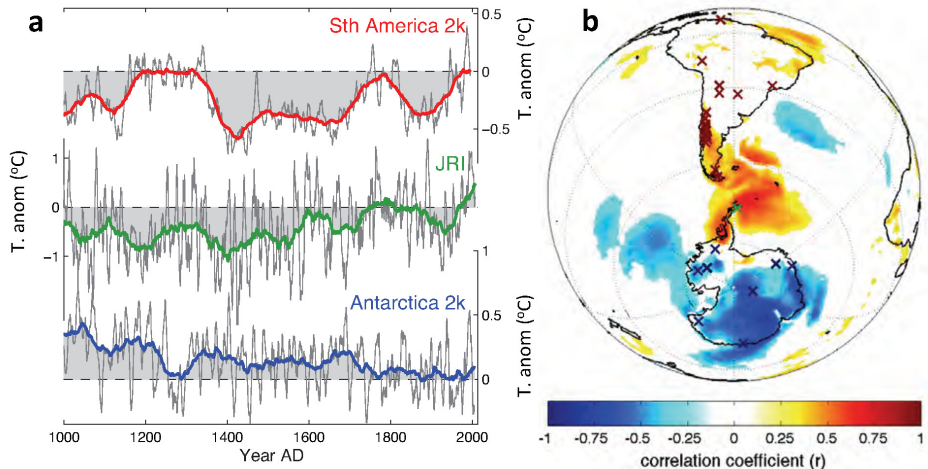 a
Sth America 2k
0.5
0
-0.5
T. anom (°C)
JRI
1
0
-1
T. anom (°C)
1
Antarctica 2k
0.5
0
T. anom (°C)
1000 1200 1400 1600 1800 2000
Year AD
b
-1 -0.75 -0.5 -0.25 0 0.25 0.5 0.75 1
correlation coefficient (r)